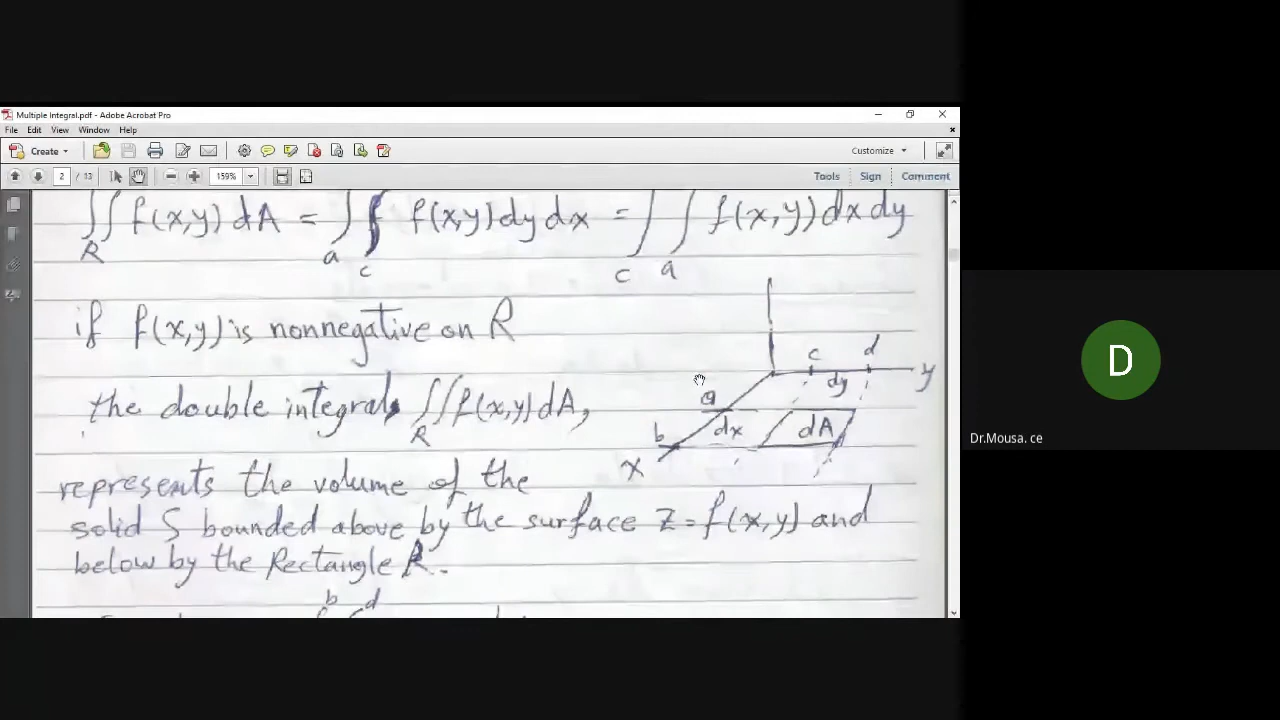 Multiple Integral.pdf - Adobe Acrobat Pro
File Edit View Window Help
Create Customize
2 / 13 159% Tools Sign Comment
∬ f(x,y) dA = ∫ ∫ f(x,y) dy dx = ∫ ∫ f(x,y) dx dy
R a c c a
if f(x,y) is nonnegative on R
c d y
dy
the double integral, ∬ f(x,y) dA,
R
a
dx dA
b
x
represents the volume of the
solid S bounded above by the surface z = f(x,y) and
below by the Rectangle R.
b d
D
Dr.Mousa. ce